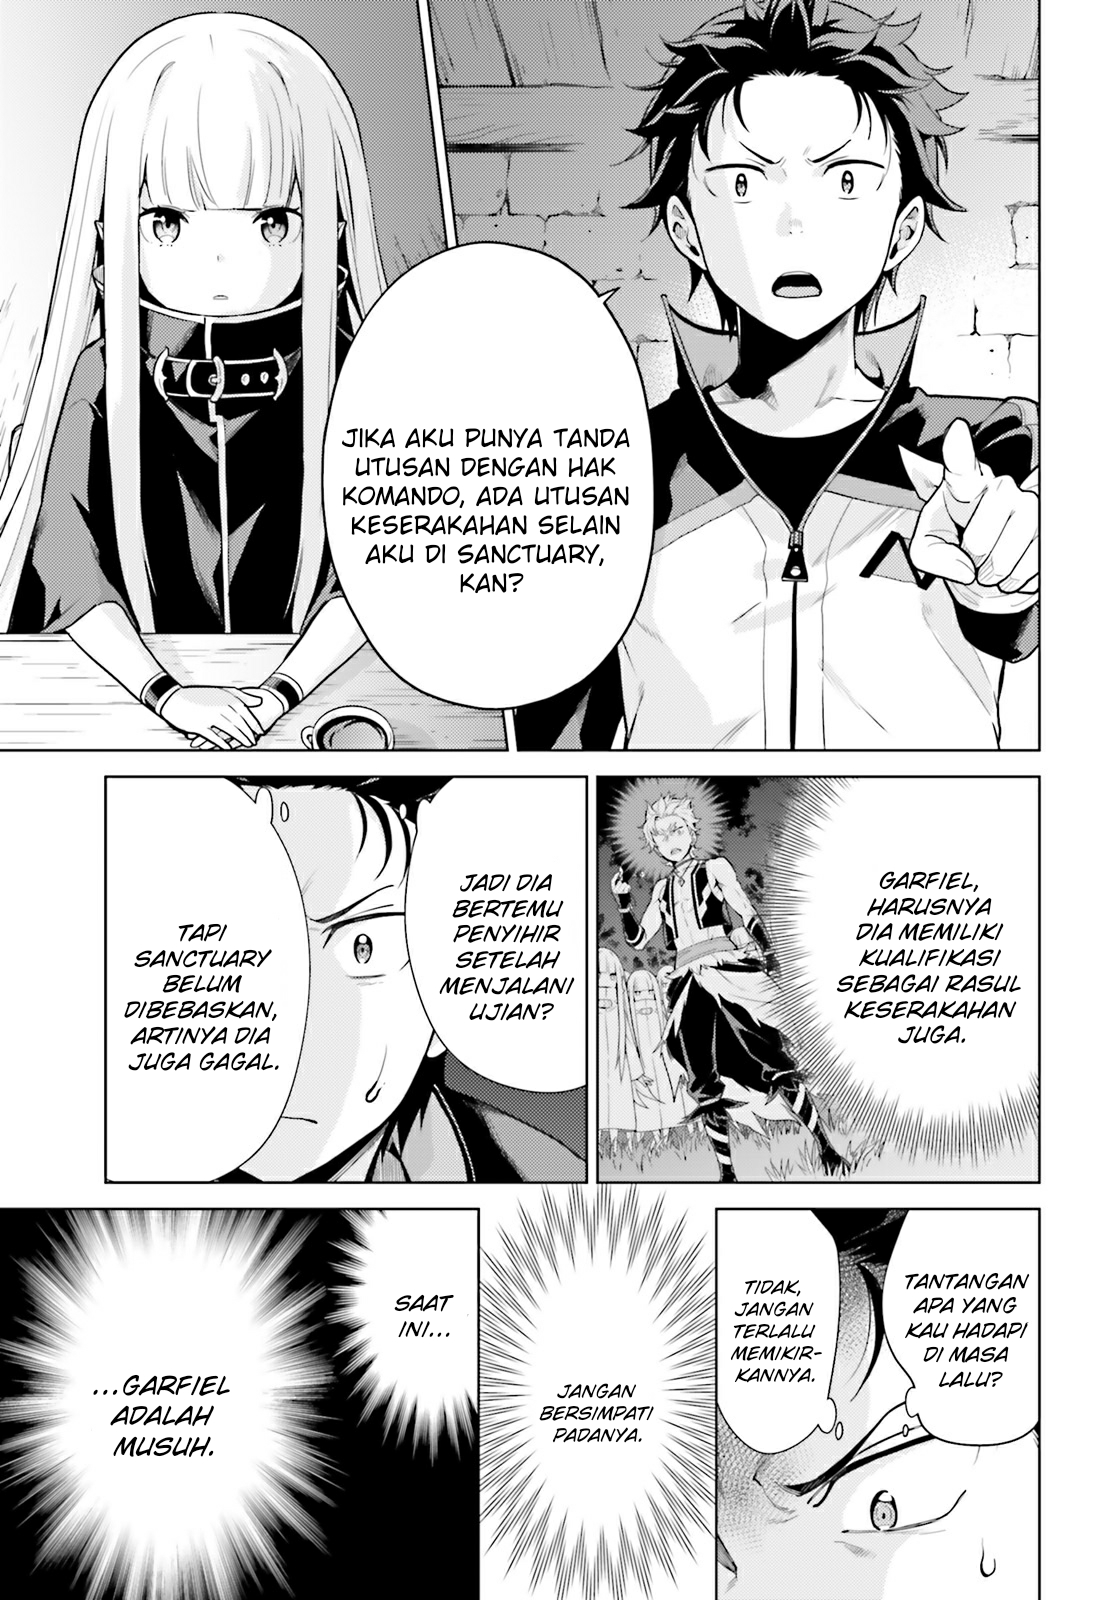 JIKA AKU PUNYA TANDA
UTUSAN DENGAN HAK
KOMANDO, ADA UTUSAN
KESERAKAHAN SELAIN
AKU DI SANCTUARY,
KAN?
GARFIEL,
HARUSNYA
DIA MEMILIKI
KUALIFIKASI
SEBAGAI RASUL
KESERAKAHAN
JUGA.
JADI DIA
BERTEMU
PENYIHIR
SETELAH
MENJALANI
UJIAN?
TAPI
SANCTUARY
BELUM
DIBEBASKAN,
ARTINYA DIA
JUGA GAGAL.
TANTANGAN
APA YANG
KAU HADAPI
DI MASA
LALU?
TIDAK,
JANGAN
TERLALU
MEMIKIR-
KANNYA.
JANGAN
BERSIMPATI
PADANYA.
SAAT
INI...
...GARFIEL
ADALAH
MUSUH.